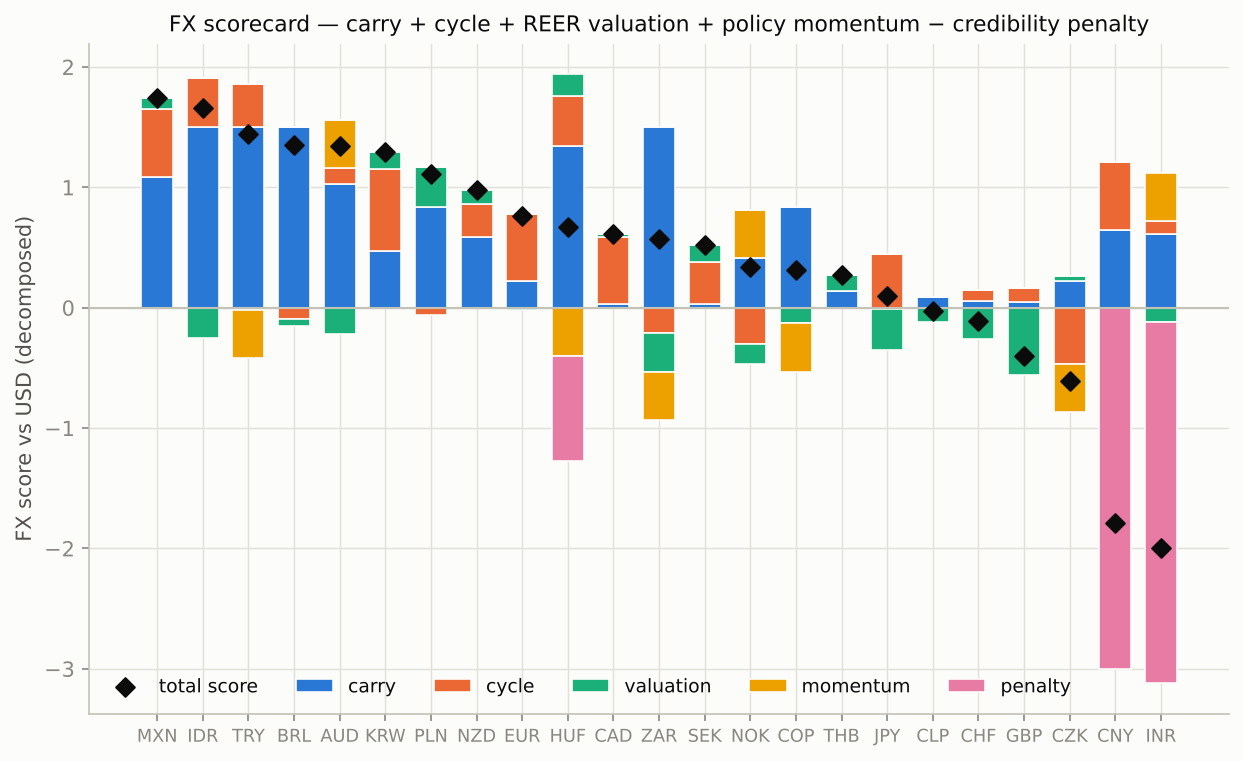 FX scorecard — carry + cycle + REER valuation + policy momentum − credibility penalty
FX score vs USD (decomposed)
2
1
0
−1
−2
−3
total score carry cycle valuation momentum penalty
MXN IDR TRY BRL AUD KRW PLN NZD EUR HUF CAD ZAR SEK NOK COP THB JPY CLP CHF GBP CZK CNY INR